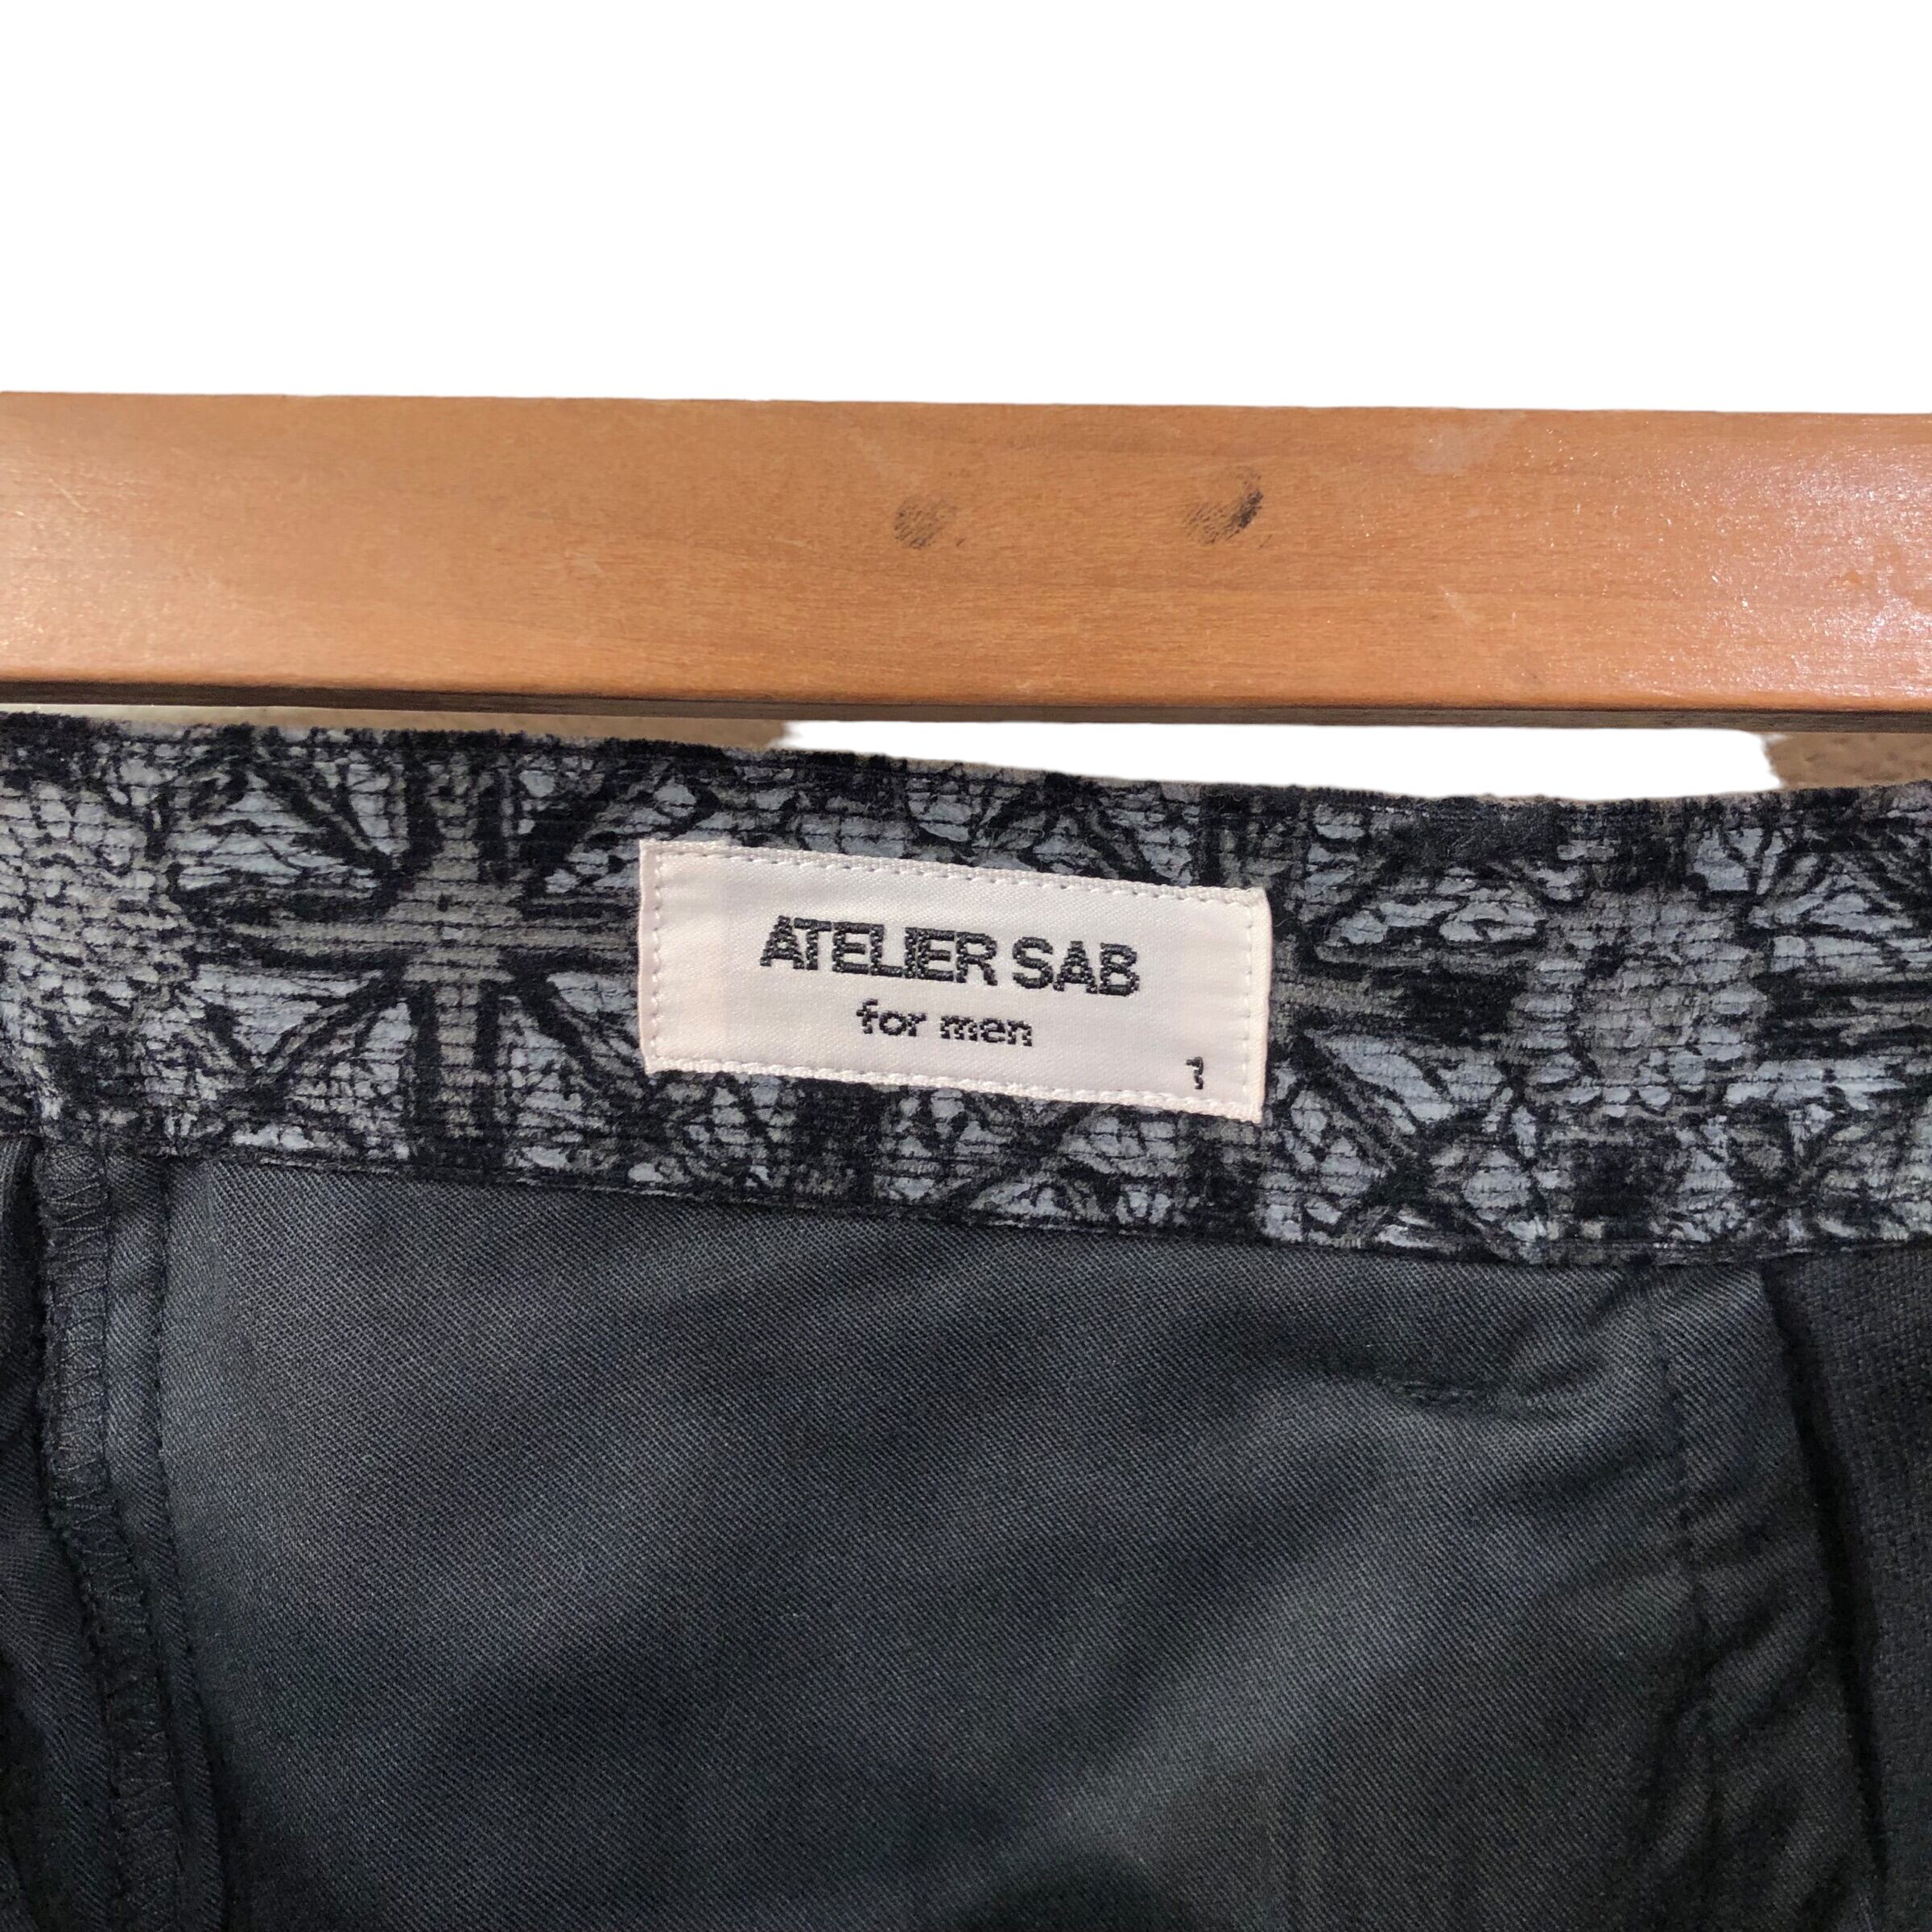 ATELIER SAB
for men
1